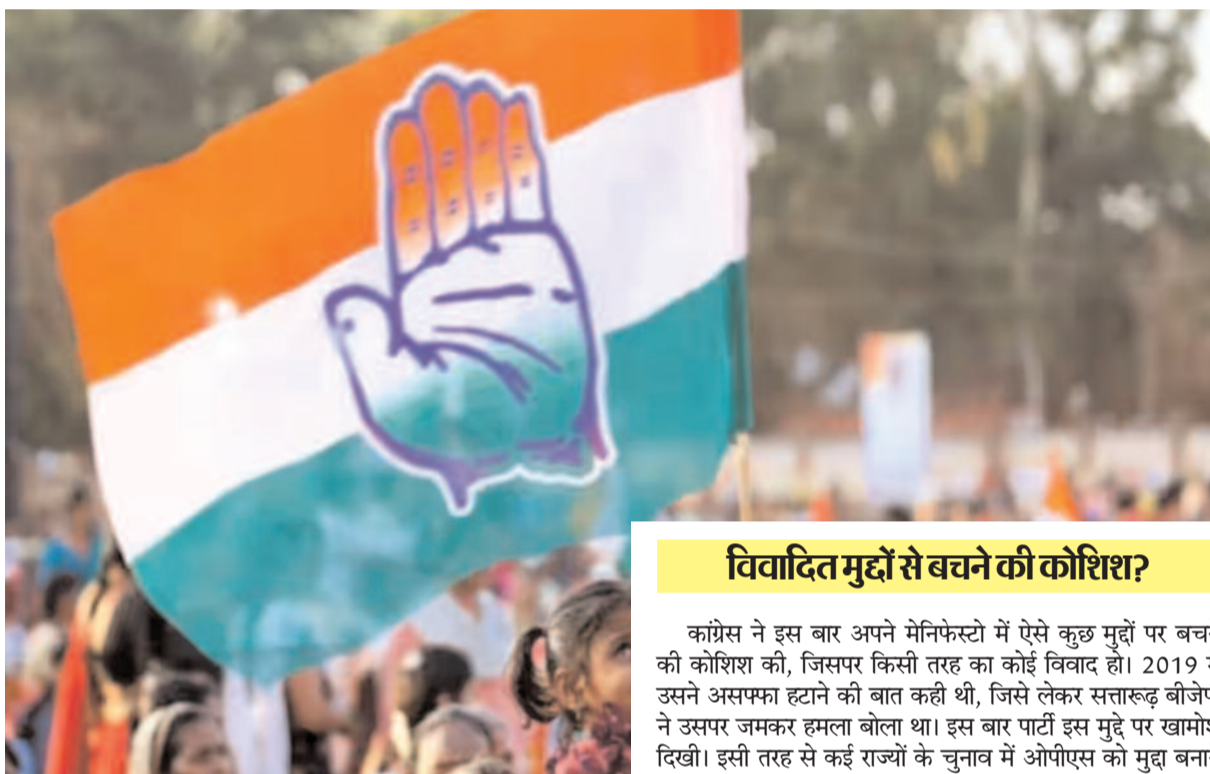 विवादित मुद्दों से बचने की कोशिश?
कांग्रेस ने इस बार अपने मेनिफेस्टो में ऐसे कुछ मुद्दों पर
की कोशिश की, जिसपर किसी तरह का कोई विवाद हो। 2019
उसने असफ्फा हटाने की बात कही थी, जिसे लेकर सत्तारूढ़
ने उसपर जमकर हमला बोला था। इस बार पार्टी इस मुद्दे पर
दिखी। इसी तरह से कई राज्यों के चुनाव में ओपीएस को मुद्दा